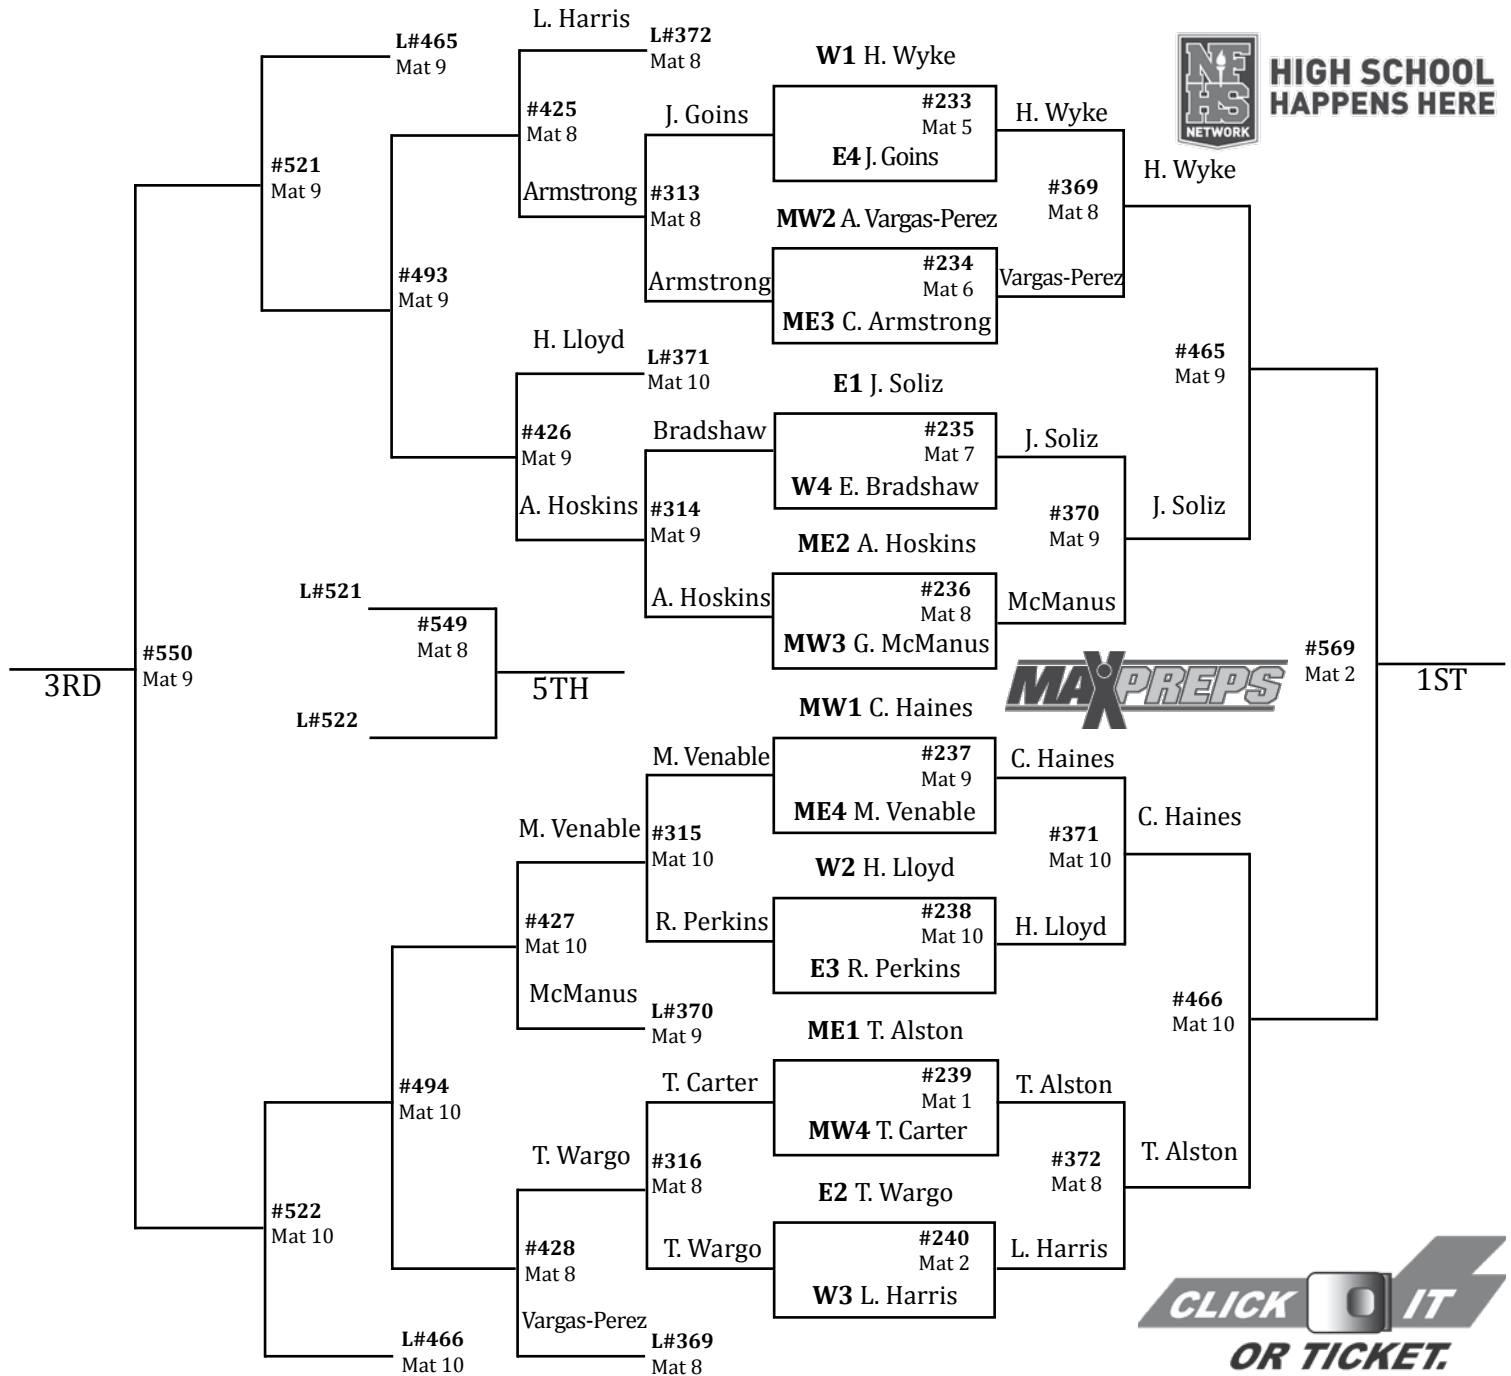 L. Harris
L#465
Mat 9
L#372
Mat 8
W1 H. Wyke
NFHS
NETWORK
HIGH SCHOOL
HAPPENS HERE
#425
Mat 8
J. Goins
#233
Mat 5
H. Wyke
E4 J. Goins
#521
Mat 9
Armstrong
#313
Mat 8
MW2 A. Vargas-Perez
#369
Mat 8
H. Wyke
#493
Mat 9
Armstrong
#234
Mat 6
Vargas-Perez
ME3 C. Armstrong
H. Lloyd
L#371
Mat 10
E1 J. Soliz
#465
Mat 9
#426
Mat 9
Bradshaw
#235
Mat 7
J. Soliz
W4 E. Bradshaw
A. Hoskins
#314
Mat 9
ME2 A. Hoskins
#370
Mat 9
J. Soliz
L#521
A. Hoskins
#236
Mat 8
McManus
MW3 G. McManus
#549
Mat 8
#550
Mat 9
3RD
5TH
L#522
MAXPREPS
#569
Mat 2
1ST
MW1 C. Haines
M. Venable
#237
Mat 9
C. Haines
ME4 M. Venable
M. Venable
#315
Mat 10
W2 H. Lloyd
#371
Mat 10
C. Haines
#427
Mat 10
R. Perkins
#238
Mat 10
H. Lloyd
E3 R. Perkins
McManus
L#370
Mat 9
ME1 T. Alston
#466
Mat 10
#494
Mat 10
T. Carter
#239
Mat 1
T. Alston
MW4 T. Carter
T. Wargo
#316
Mat 8
E2 T. Wargo
#372
Mat 8
T. Alston
#522
Mat 10
#428
Mat 8
T. Wargo
#240
Mat 2
L. Harris
W3 L. Harris
Vargas-Perez
L#466
Mat 10
L#369
Mat 8
CLICK IT
OR TICKET.